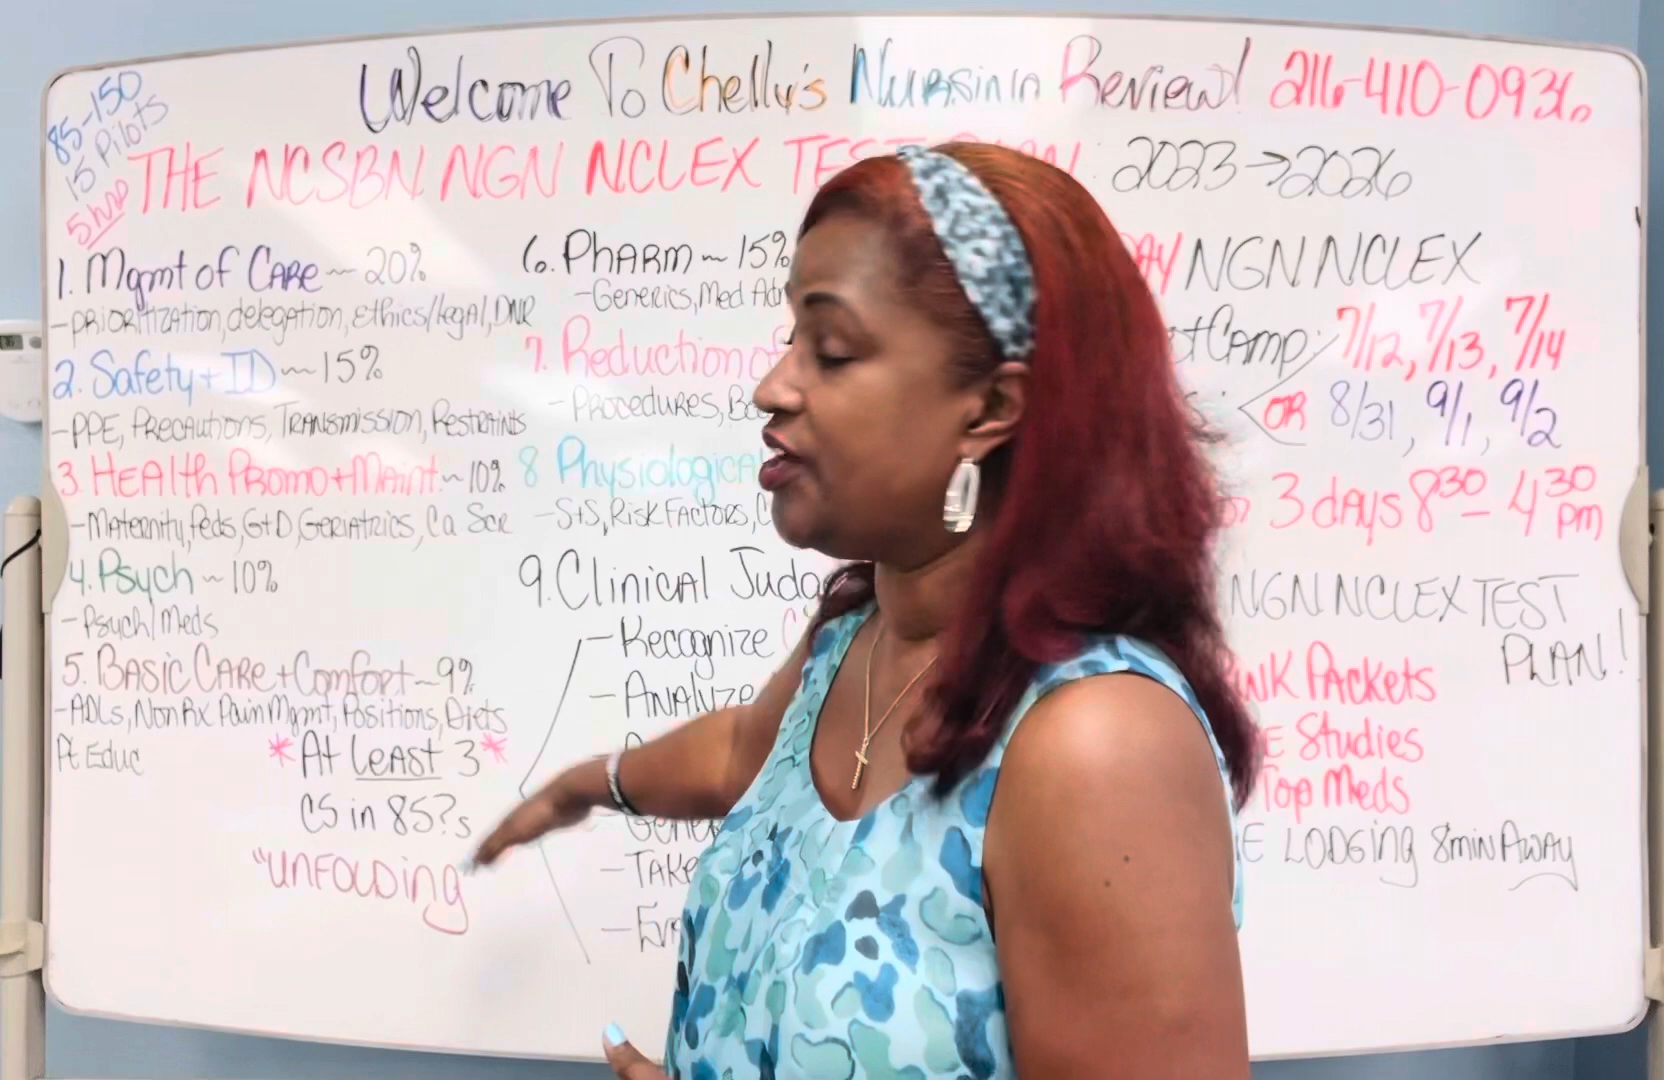 Welcome To Chelly's Nursing Review! 216-410-0936
85-150
15 Pilots
5 hrs
THE NCSBN NGN NCLEX TEST 2023→2026
1. Mgmt of CARE ~ 20%
-PRIORITIZATION, delegation, Ethics/legal, DNR
2. Safety + ID ~ 15%
-PPE, Precautions, TRANSMISSION, Restraints
3 HEALTH PROMO + MAINT. ~ 10%
-Maternity, Peds, G+D, GERIATRICS, Ca Scr
4. Psych ~ 10%
-Psych/Meds
5. BASIC CARE + Comfort ~ 9%
-ADLs, Non Rx Pain Mgmt, Positions, Diets
Pt Educ
*At LEAST 3*
CS in 85?s
"UNFOLDING
6. PHARM ~ 15%
-Generics, Med
7. Reduction of
-PROCEDURES,
8 Physiological
-S+S, RISK FACTORS,
9. Clinical
-Recognize
-ANALYZE
-TAKE
NGN NCLEX
7/12, 7/13, 7/14
OR 8/31, 9/1, 9/2
3 days 8:30 - 4:30 pm
NGN NCLEX TEST
PLAN!
PACKETS
Studies
Top Meds
LODGING 8min AWAY